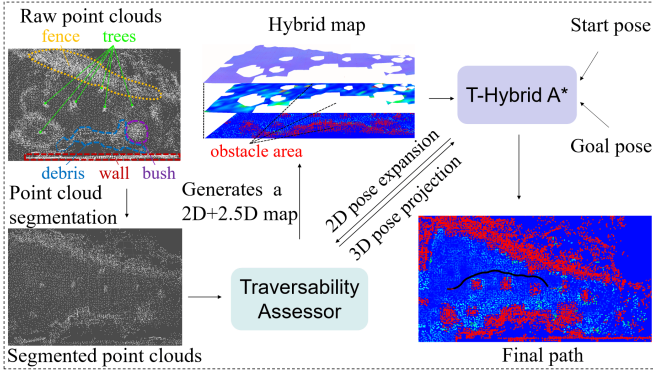 Raw point clouds
fence
trees
debris
wall
bush
Point cloud
segmentation
Segmented point clouds
Hybrid map
obstacle area
Generates a
2D+2.5D map
Traversability
Assessor
2D pose expansion
3D pose projection
T-Hybrid A*
Start pose
Goal pose
Final path